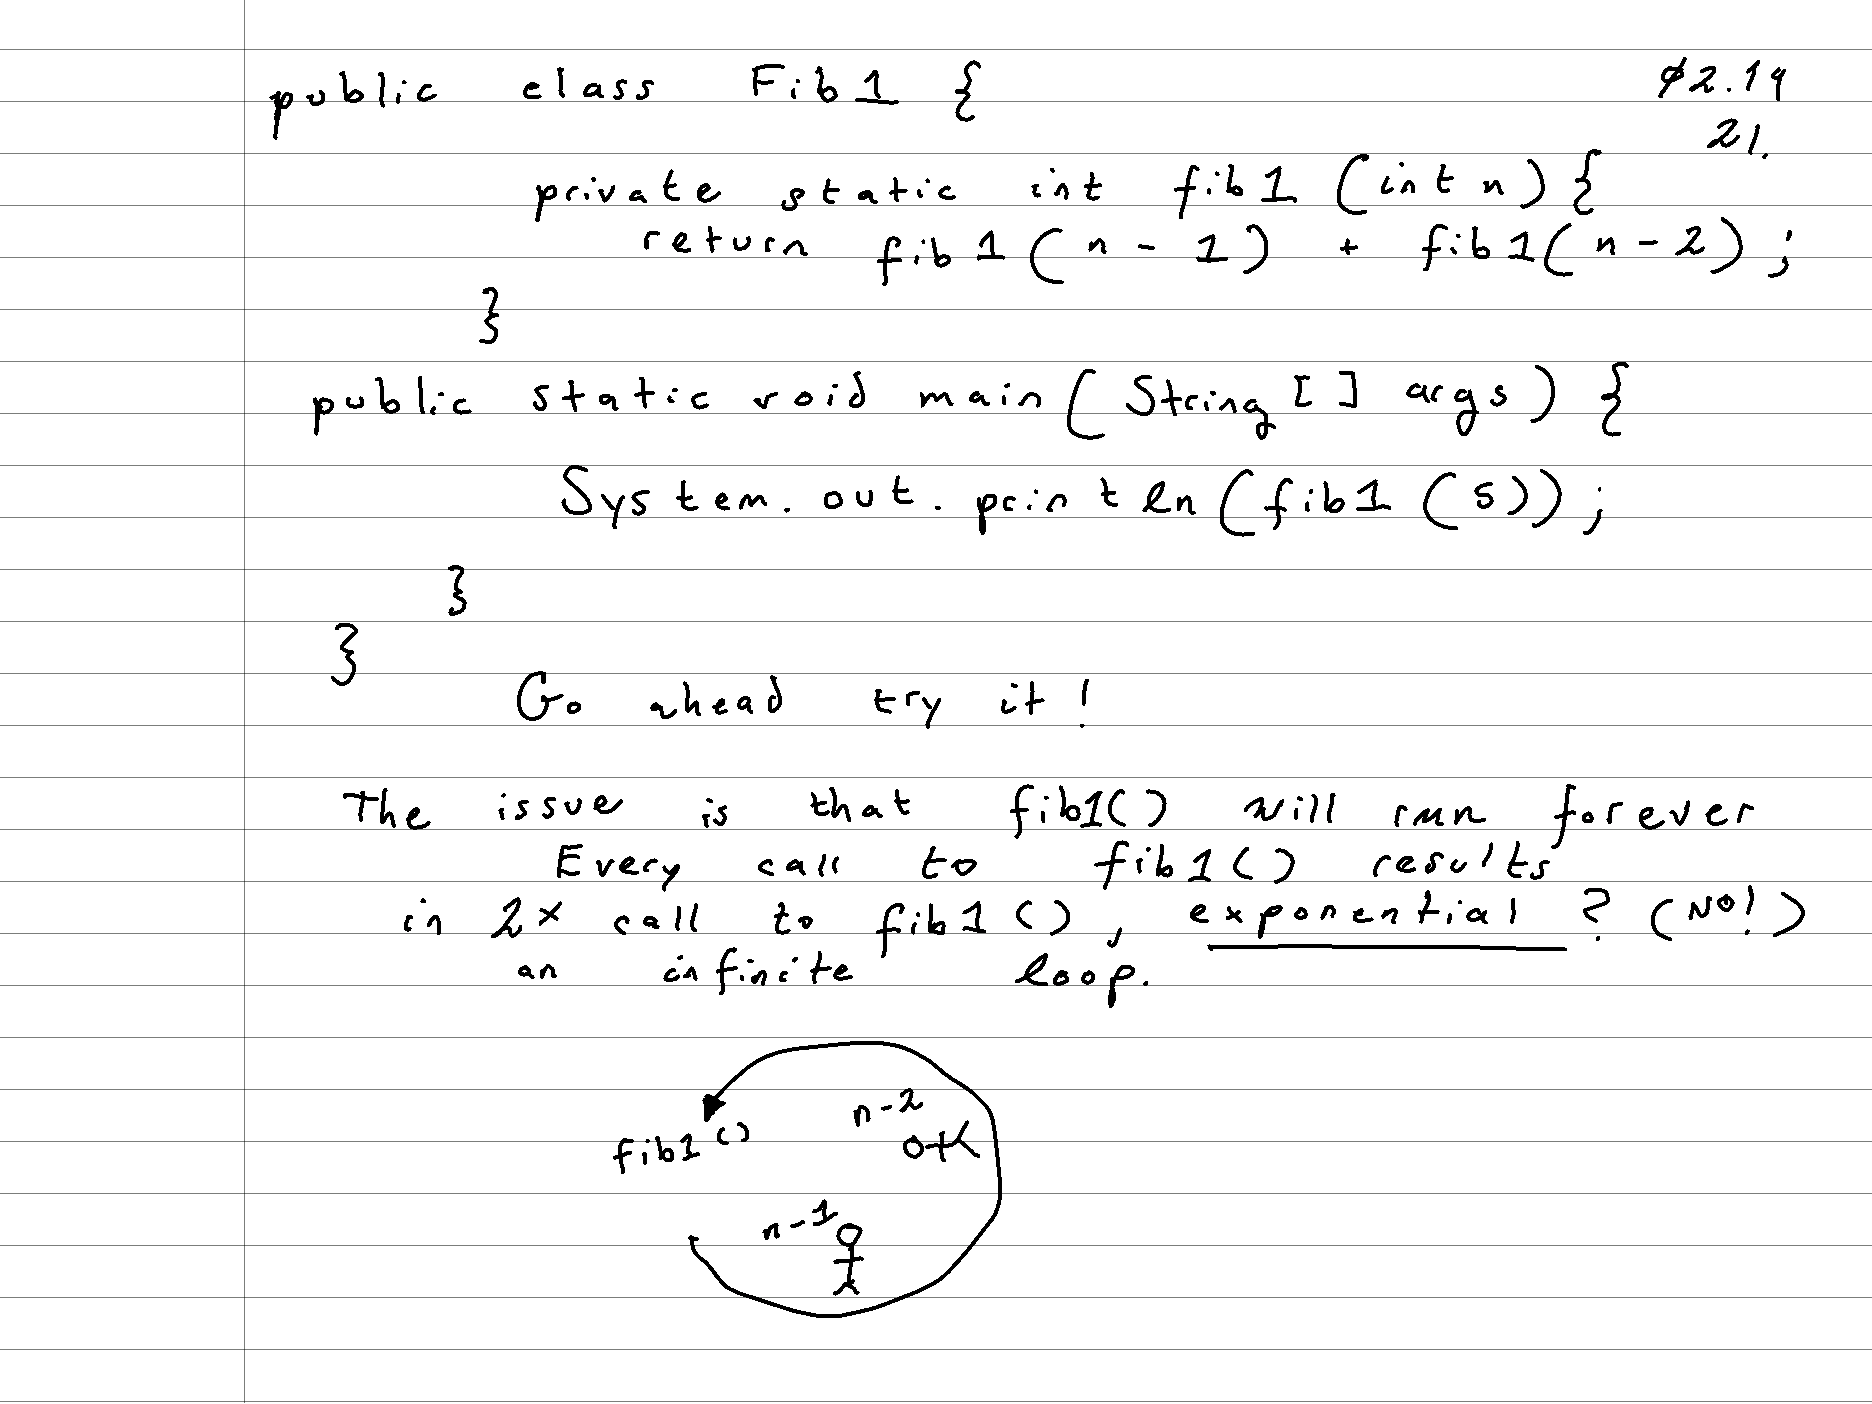 public class Fib1 {
ø2.19
21.
private static int fib1 (int n) {
return fib1 ( n - 1 ) + fib1( n - 2 ) ;
}
public static void main ( String [ ] args ) {
System. out. println (fib1 (5)) ;
}
}
Go ahead try it !
The issue is that fib1() will run forever
Every call to fib1() results
in 2x call to fib1 () , exponential ? ( NO! )
an infinite loop.
n-2
fib1 ()
n-1